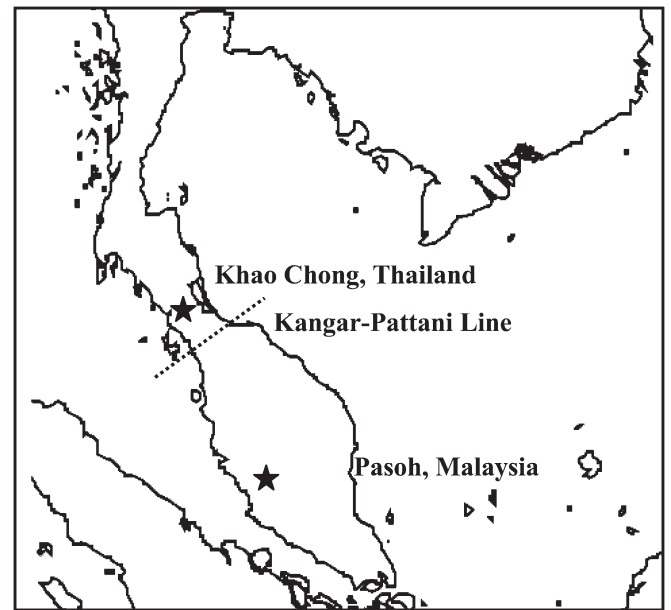 Khao Chong, Thailand
Kangar-Pattani Line
Pasoh, Malaysia